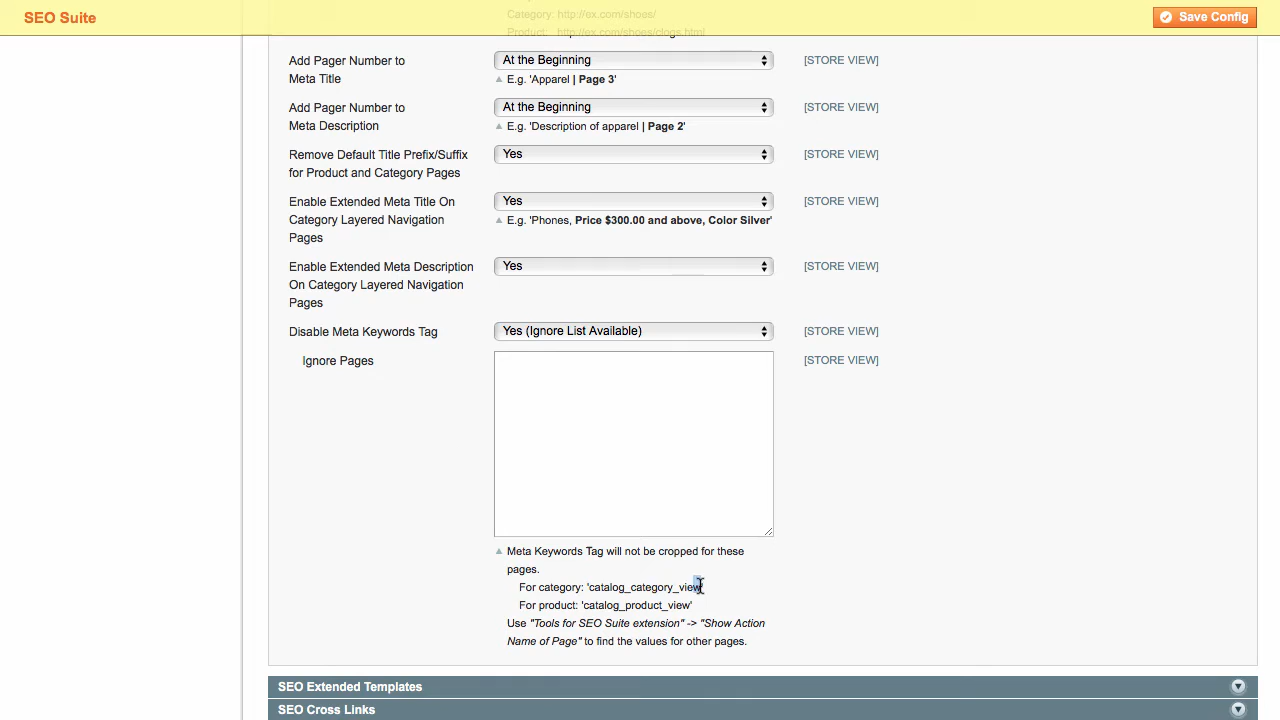 SEO Suite
Save Config
Category: http://ex.com/shoes/
Product: http://ex.com/shoes/clogs.html
Add Pager Number to
Meta Title
At the Beginning
[STORE VIEW]
E.g. 'Apparel | Page 3'
Add Pager Number to
Meta Description
At the Beginning
[STORE VIEW]
E.g. 'Description of apparel | Page 2'
Remove Default Title Prefix/Suffix
for Product and Category Pages
Yes
[STORE VIEW]
Enable Extended Meta Title On
Category Layered Navigation
Pages
Yes
[STORE VIEW]
E.g. 'Phones, Price $300.00 and above, Color Silver'
Enable Extended Meta Description
On Category Layered Navigation
Pages
Yes
[STORE VIEW]
Disable Meta Keywords Tag
Yes (Ignore List Available)
[STORE VIEW]
Ignore Pages
[STORE VIEW]
Meta Keywords Tag will not be cropped for these
pages.
For category: 'catalog_category_view'
For product: 'catalog_product_view'
Use "Tools for SEO Suite extension" -> "Show Action
Name of Page" to find the values for other pages.
SEO Extended Templates
SEO Cross Links